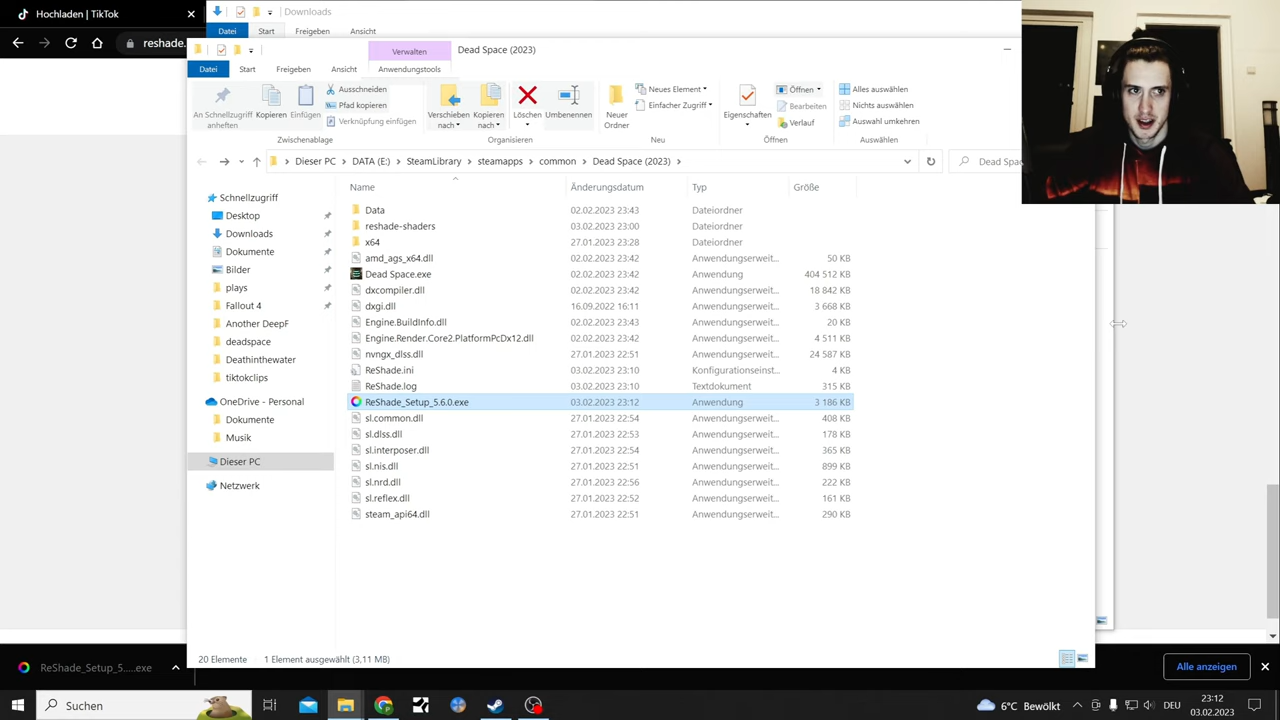 Hochladen | TikTok
Downloads
Datei
Start
Freigeben
Ansicht
reshade.
Verwalten
Dead Space (2023)
Datei
Start
Freigeben
Ansicht
Anwendungstools
An Schnellzugriff
anheften
Kopieren
Einfügen
Ausschneiden
Pfad kopieren
Verknüpfung einfügen
Zwischenablage
Verschieben
nach
Kopieren
nach
Löschen
Umbenennen
Organisieren
Neuer
Ordner
Neues Element
Einfacher Zugriff
Neu
Eigenschaften
Öffnen
Bearbeiten
Verlauf
Öffnen
Alles auswählen
Nichts auswählen
Auswahl umkehren
Auswählen
Dieser PC > DATA (E:) > SteamLibrary > steamapps > common > Dead Space (2023) >
Dead Spac
Name Änderungsdatum Typ Größe
Schnellzugriff
Desktop
Downloads
Dokumente
Bilder
plays
Fallout 4
Another DeepF
deadspace
Deathinthewater
tiktokclips
OneDrive - Personal
Dokumente
Musik
Dieser PC
Netzwerk
Data 02.02.2023 23:43 Dateiordner
reshade-shaders 03.02.2023 23:00 Dateiordner
x64 27.01.2023 23:28 Dateiordner
amd_ags_x64.dll 02.02.2023 23:42 Anwendungserweit... 50 KB
Dead Space.exe 02.02.2023 23:42 Anwendung 404 512 KB
dxcompiler.dll 02.02.2023 23:42 Anwendungserweit... 18 842 KB
dxgi.dll 16.09.2022 16:11 Anwendungserweit... 3 668 KB
Engine.BuildInfo.dll 02.02.2023 23:43 Anwendungserweit... 20 KB
Engine.Render.Core2.PlatformPcDx12.dll 02.02.2023 23:42 Anwendungserweit... 4 511 KB
nvngx_dlss.dll 27.01.2023 22:51 Anwendungserweit... 24 587 KB
ReShade.ini 03.02.2023 23:10 Konfigurationseinst... 4 KB
ReShade.log 03.02.2023 23:10 Textdokument 315 KB
ReShade_Setup_5.6.0.exe 03.02.2023 23:12 Anwendung 3 186 KB
sl.common.dll 27.01.2023 22:54 Anwendungserweit... 408 KB
sl.dlss.dll 27.01.2023 22:53 Anwendungserweit... 178 KB
sl.interposer.dll 27.01.2023 22:54 Anwendungserweit... 365 KB
sl.nis.dll 27.01.2023 22:51 Anwendungserweit... 899 KB
sl.nrd.dll 27.01.2023 22:56 Anwendungserweit... 222 KB
sl.reflex.dll 27.01.2023 22:52 Anwendungserweit... 161 KB
steam_api64.dll 27.01.2023 22:51 Anwendungserweit... 290 KB
20 Elemente 1 Element ausgewählt (3,11 MB)
ReShade_Setup_5.....exe
Alle anzeigen
Suchen
6°C Bewölkt
DEU
23:12
03.02.2023